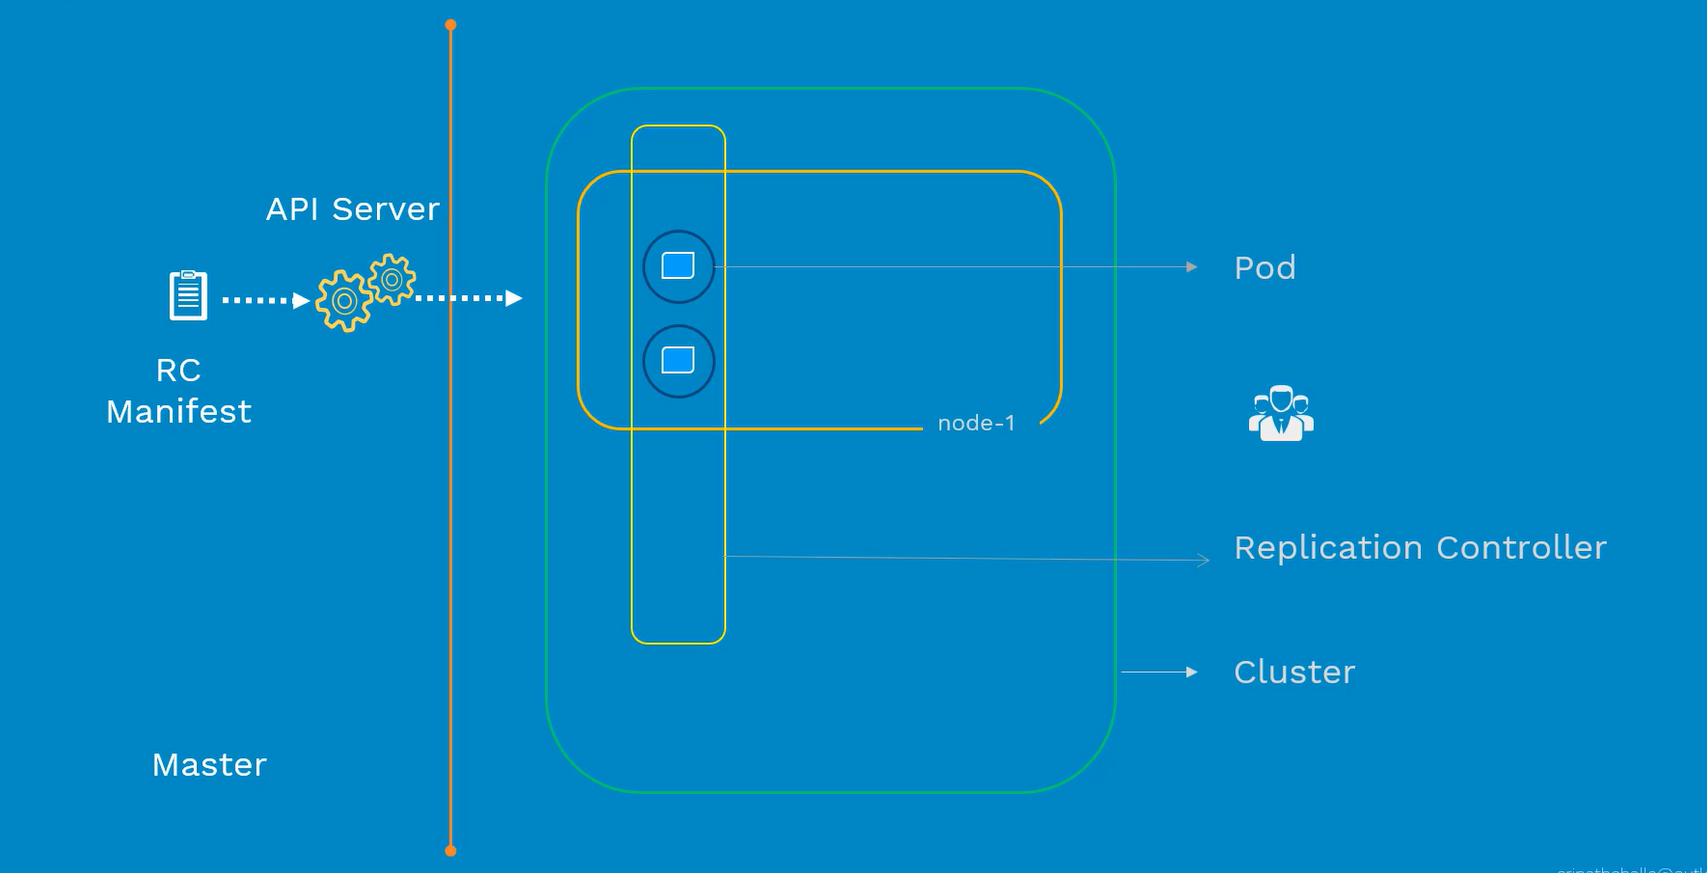 API Server
RC
Manifest
Master
node-1
Pod
Replication Controller
Cluster